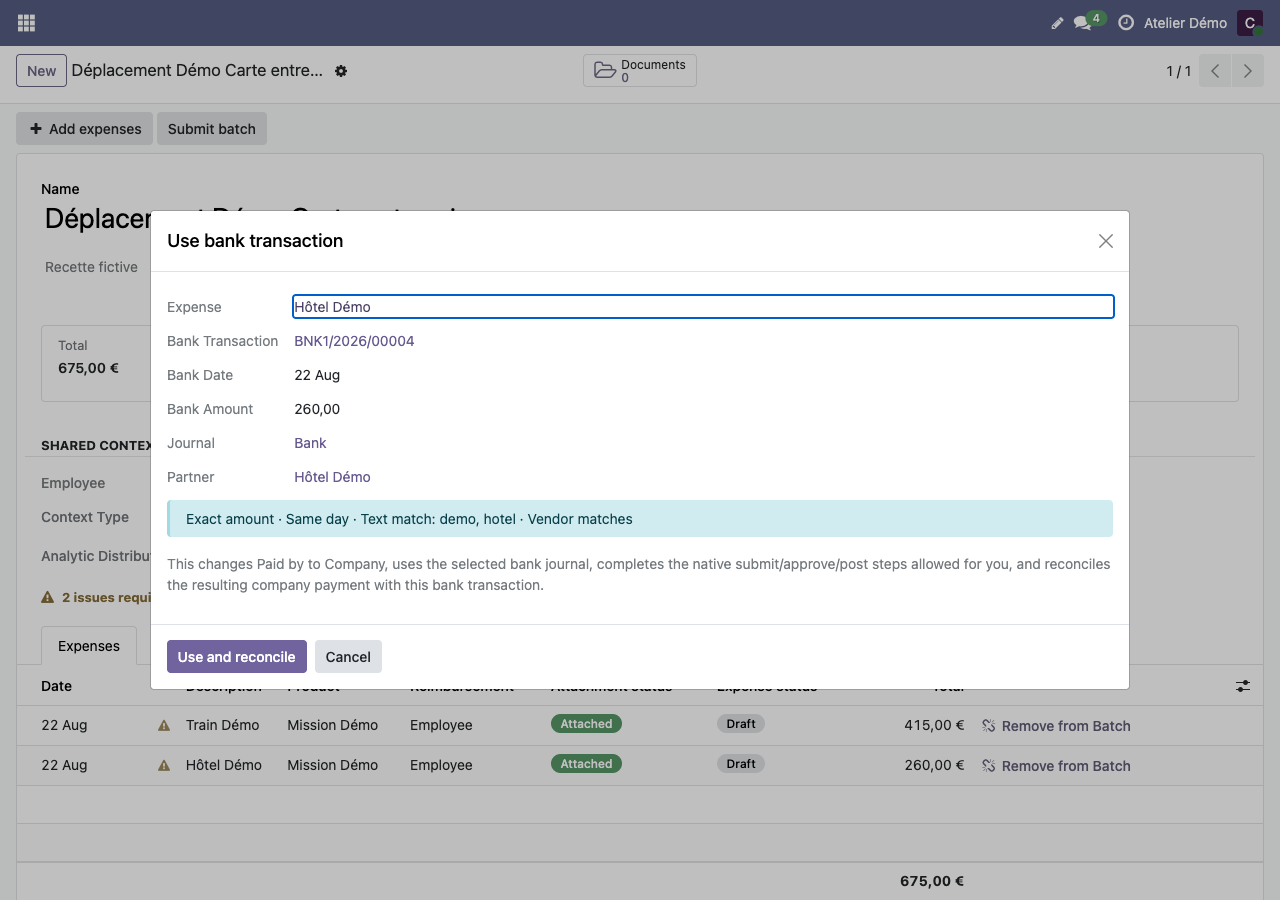 4
Atelier Démo
C
New
Déplacement Démo Carte entre...
Documents
0
1 / 1
Add expenses
Submit batch
Name
Recette fictive
Use bank transaction
Expense
Hôtel Démo
Bank Transaction
BNK1/2026/00004
Bank Date
22 Aug
Bank Amount
260,00
Journal
Bank
Partner
Hôtel Démo
Exact amount · Same day · Text match: demo, hotel · Vendor matches
This changes Paid by to Company, uses the selected bank journal, completes the native submit/approve/post steps allowed for you, and reconciles
the resulting company payment with this bank transaction.
Use and reconcile
Cancel
Total
675,00 €
SHARED
Employee
Context Type
Analytic
2 issues
Expenses
Date
22 Aug
Train Démo
Mission Démo
Employee
Attached
Draft
415,00 €
Remove from Batch
22 Aug
Hôtel Démo
Mission Démo
Employee
Attached
Draft
260,00 €
Remove from Batch
675,00 €